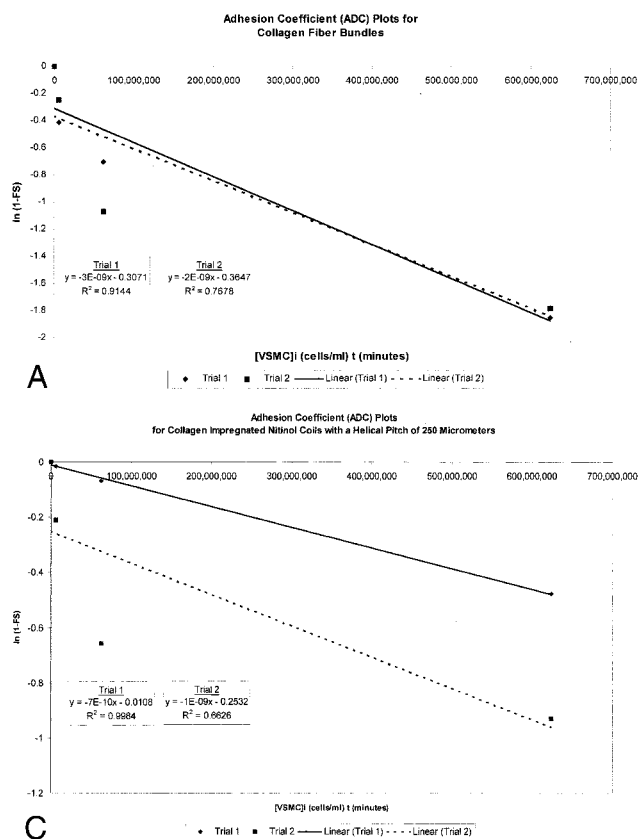 Adhesion Coefficient (ADC) Plots for
Collagen Fiber Bundles
0 100,000,000 200,000,000 300,000,000 400,000,000 500,000,000 600,000,000 700,000,000
0
-0.2
-0.4
-0.6
-0.8
-1
-1.2
-1.4
-1.6
-1.8
-2
ln (1-FS)
Trial 1 Trial 2
y = -3E-09x - 0.3071 y = -2E-09x - 0.3647
R² = 0.9144 R² = 0.7678
[VSMC]i (cells/ml) t (minutes)
A
Trial 1 Trial 2 Linear (Trial 1) Linear (Trial 2)
Adhesion Coefficient (ADC) Plots
for Collagen Impregnated Nitinol Coils with a Helical Pitch of 250 Micrometers
0 100,000,000 200,000,000 300,000,000 400,000,000 500,000,000 600,000,000 700,000,000
0
-0.2
-0.4
-0.6
-0.8
-1
-1.2
ln (1-FS)
Trial 1 Trial 2
y = -7E-10x - 0.0108 y = -1E-09x - 0.2532
R² = 0.9984 R² = 0.6626
[VSMC]i (cells/ml) t (minutes)
C
Trial 1 Trial 2 Linear (Trial 1) Linear (Trial 2)